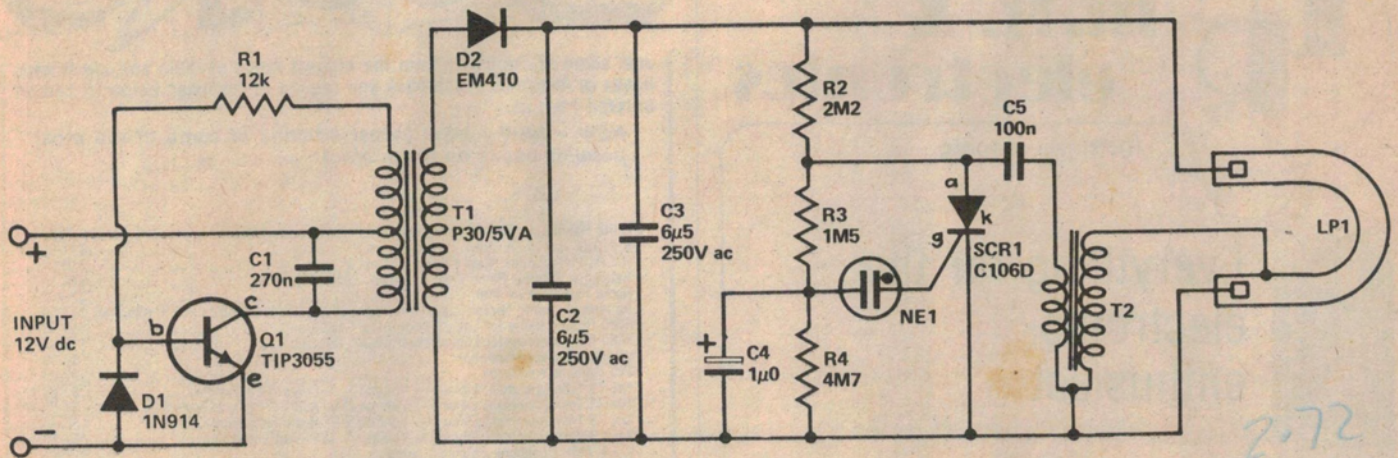 R1
12k
D2
EM410
R2
2M2
C5
100n
T1
P30/5VA
C3
6µ5
250V ac
R3
1M5
a
k
g
SCR1
C106D
LP1
+
C1
270n
INPUT
12V dc
b
c
e
Q1
TIP3055
C2
6µ5
250V ac
NE1
T2
+
C4
1µ0
R4
4M7
D1
1N914
−
2.72